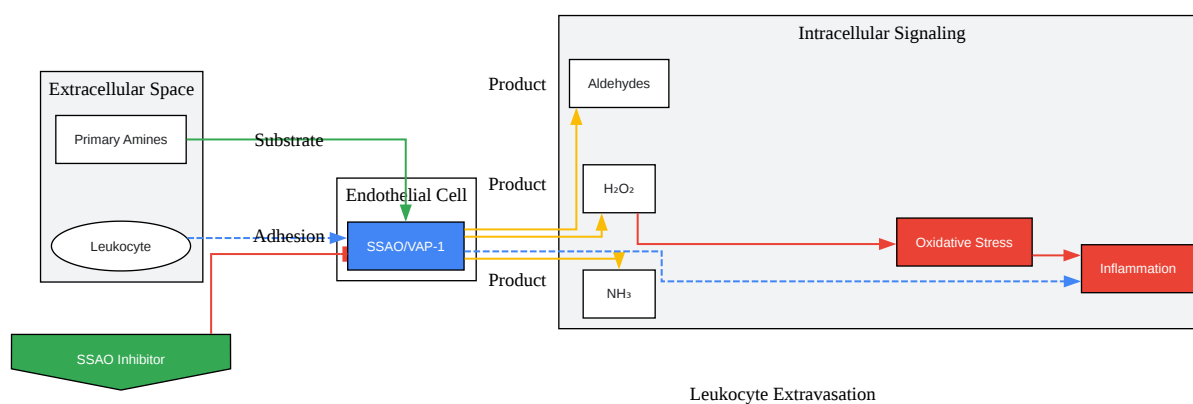 Intracellular Signaling
Extracellular Space
Product
Aldehydes
Primary Amines
Substrate
Product
H₂O₂
Endothelial Cell
Leukocyte
Adhesion
SSAO/VAP-1
Oxidative Stress
Inflammation
Product
NH₃
SSAO Inhibitor
Leukocyte Extravasation